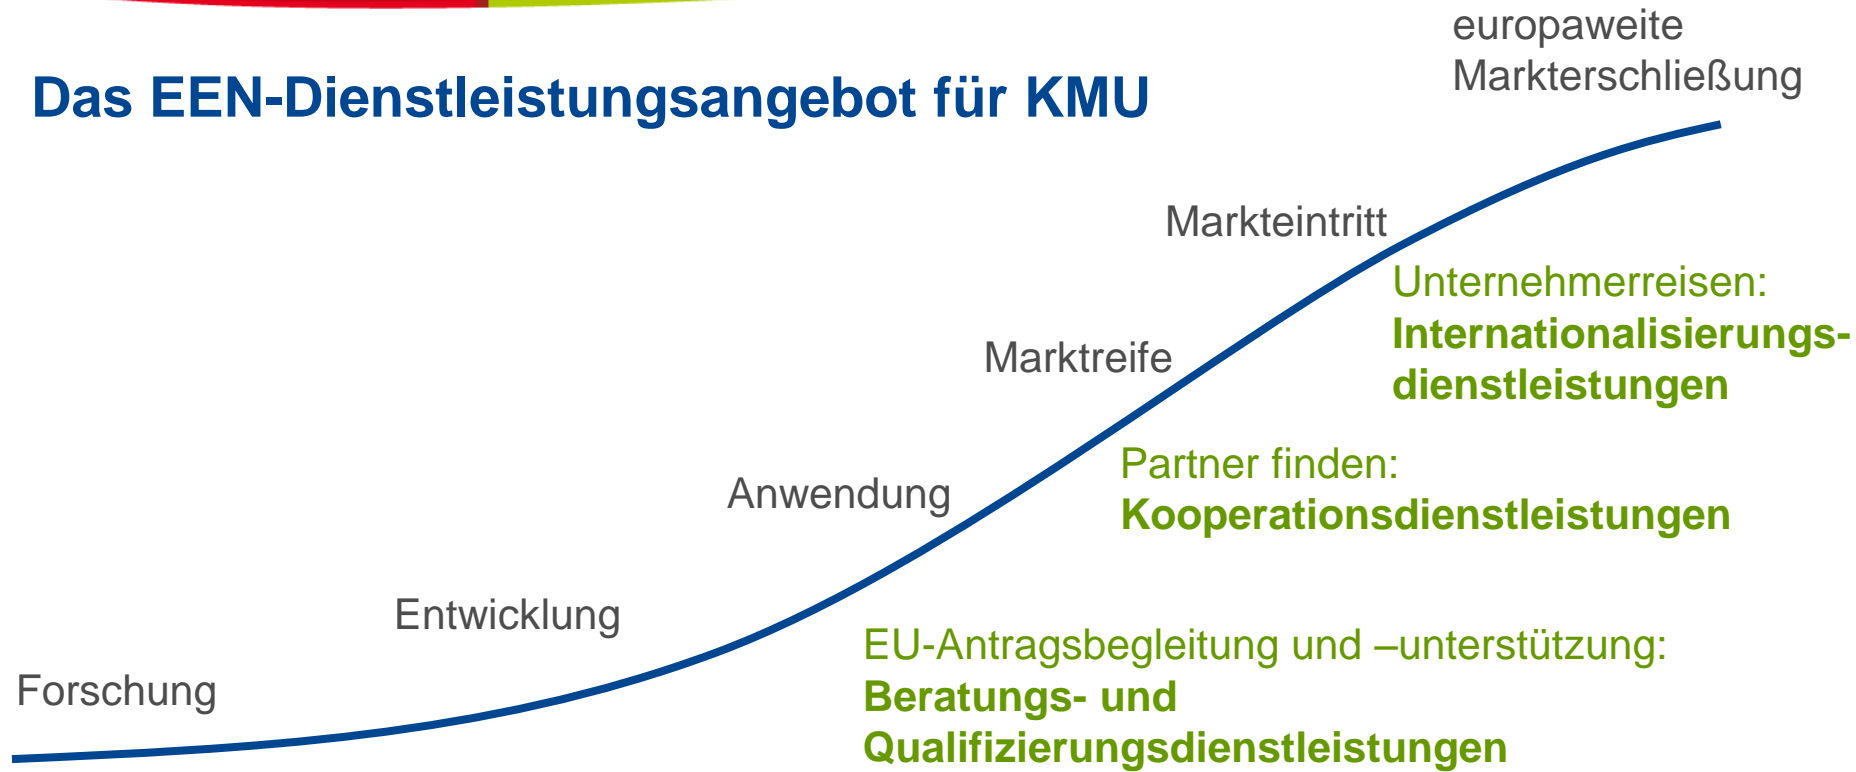 europaweite
Markterschließung
Das EEN-Dienstleistungsangebot für KMU
Markteintritt
Unternehmerreisen:
Internationalisierungs-
dienstleistungen
Marktreife
Partner finden:
Kooperationsdienstleistungen
Anwendung
Entwicklung
EU-Antragsbegleitung und –unterstützung:
Beratungs- und
Qualifizierungsdienstleistungen
Forschung